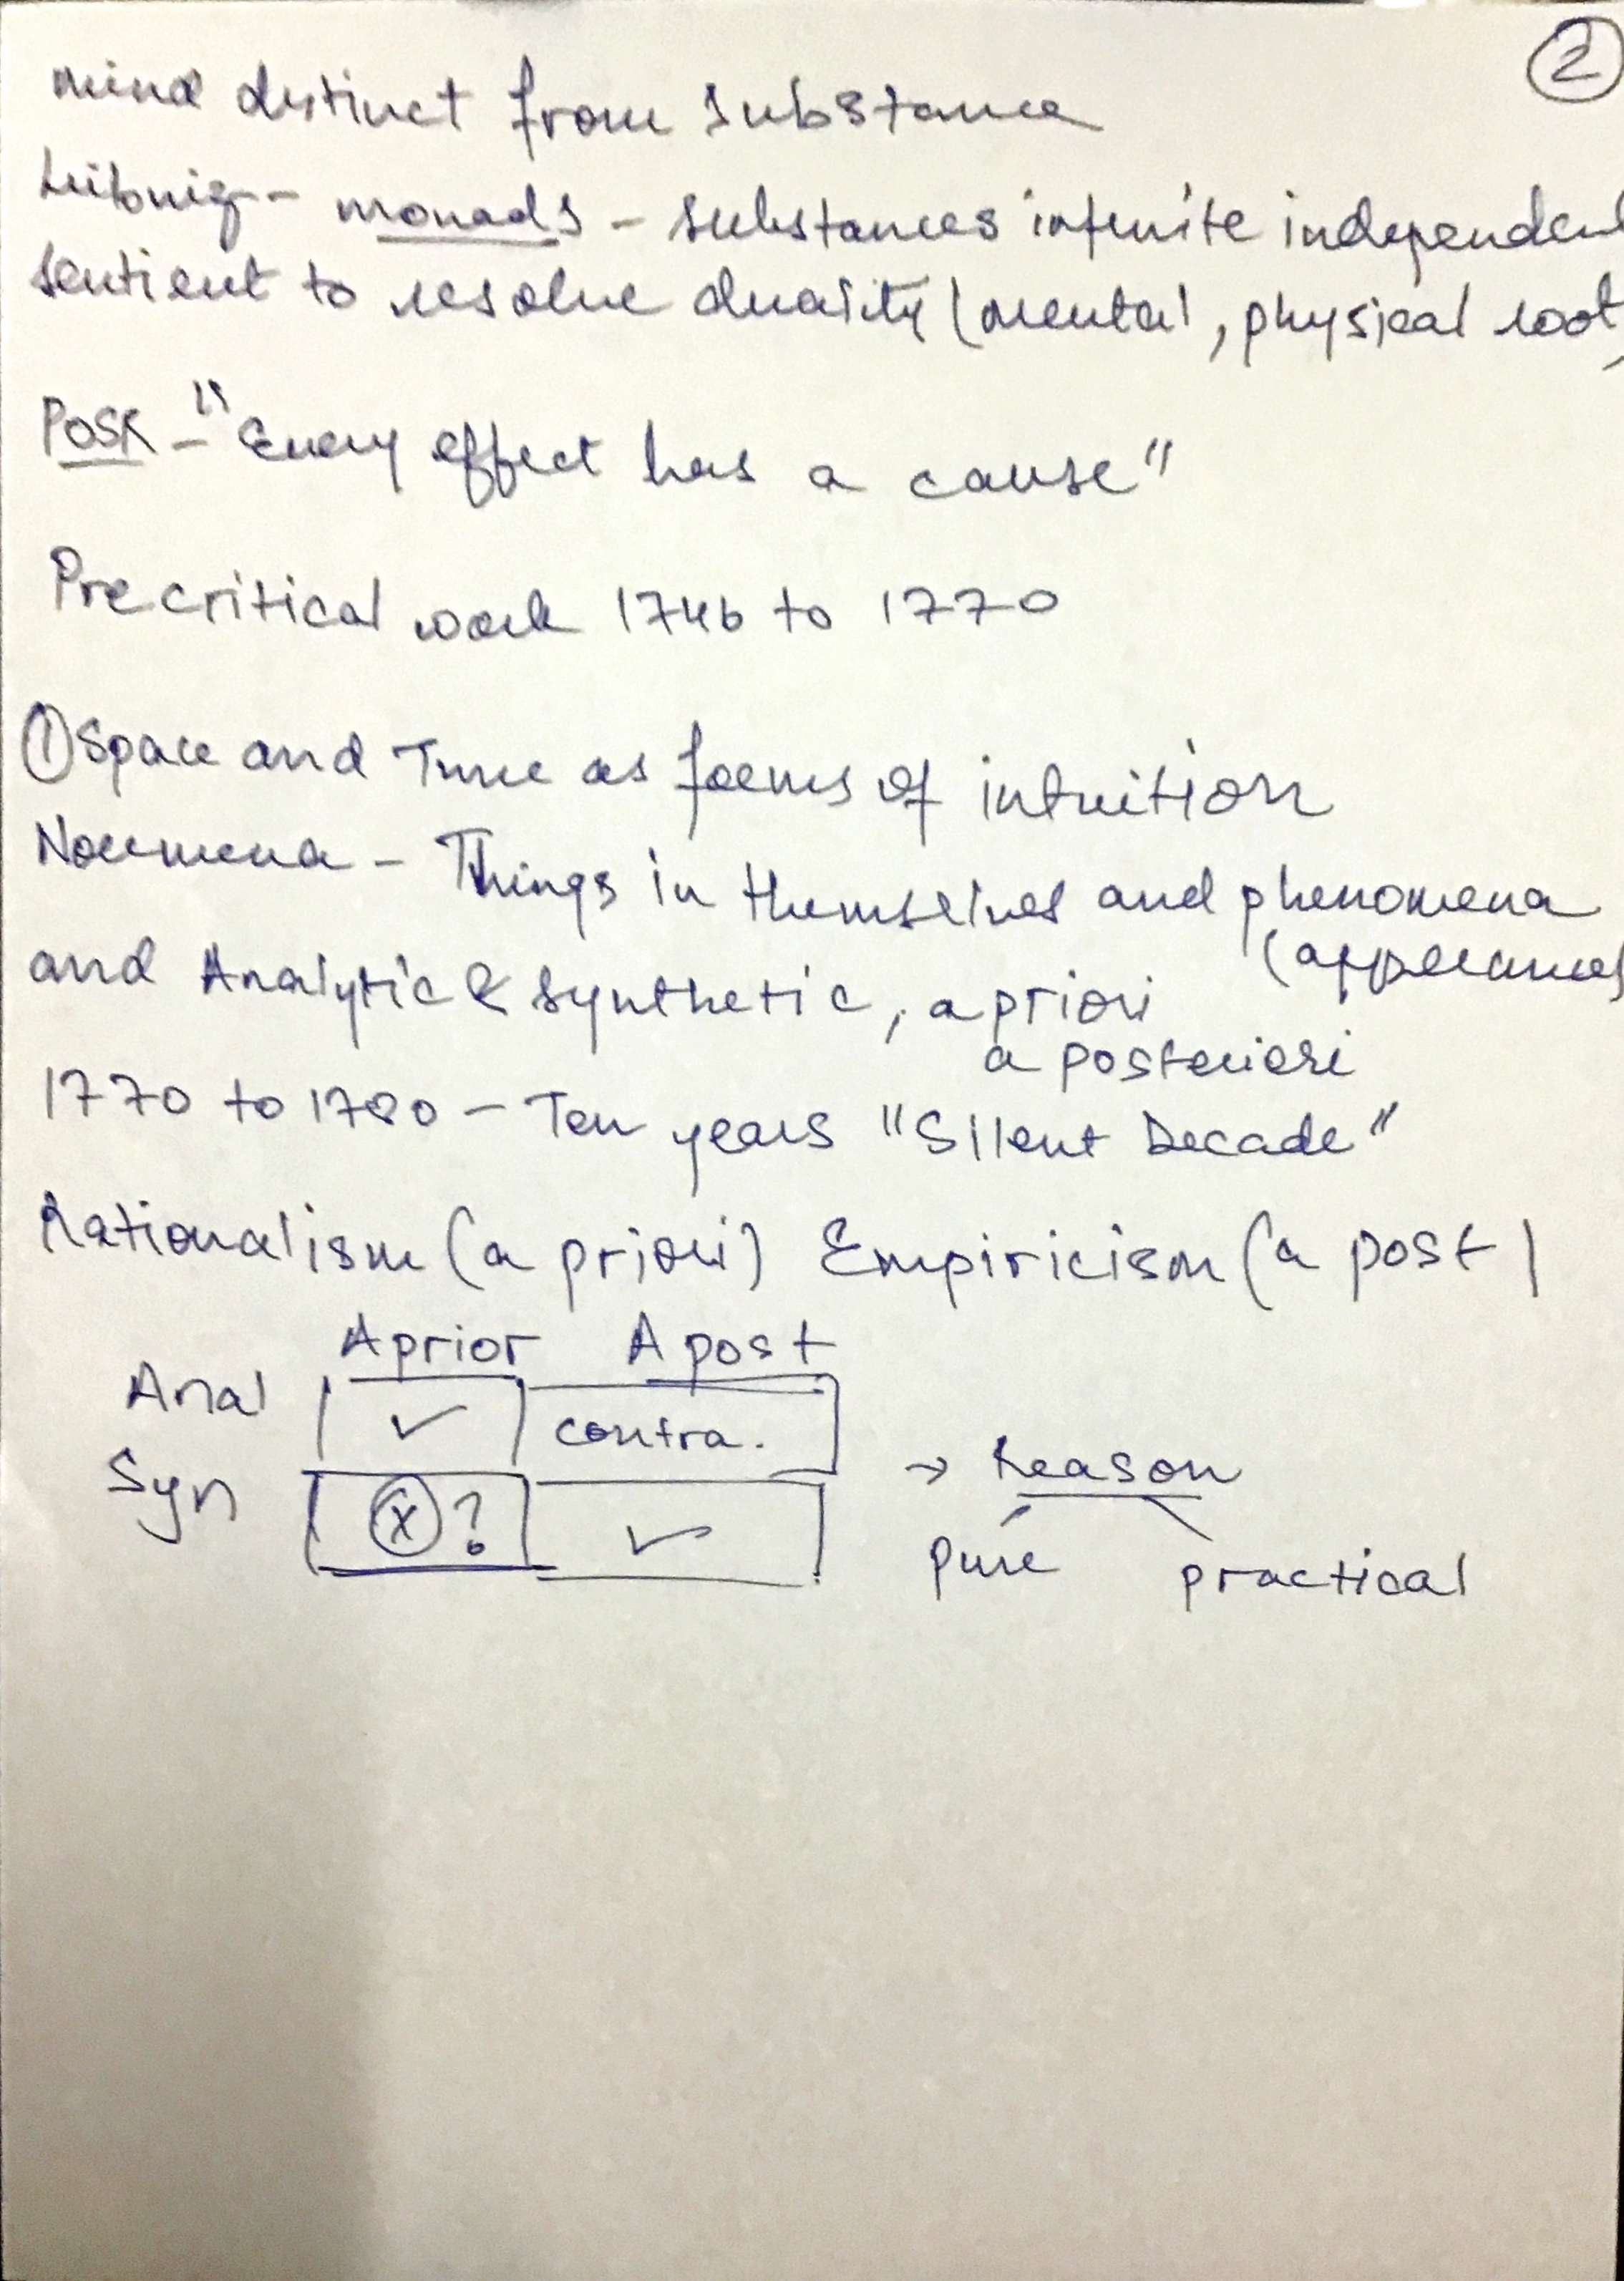 2
mind distinct from substance
Leibniz - monads - substances infinite independent
sentient to resolve duality (mental, physical root)
POSR - "Every effect has a cause"
Precritical work 1746 to 1770
① Space and Time as forms of intuition
Noumena - Things in themselves and phenomena
(appearances)
and Analytic & synthetic, a priori
a posteriori
1770 to 1780 - Ten years "Silent Decade"
Rationalism (a priori) Empiricism (a post)
A prior A post
Anal ✓ contra.
Syn ⓧ? ✓
→ Reason
pure practical